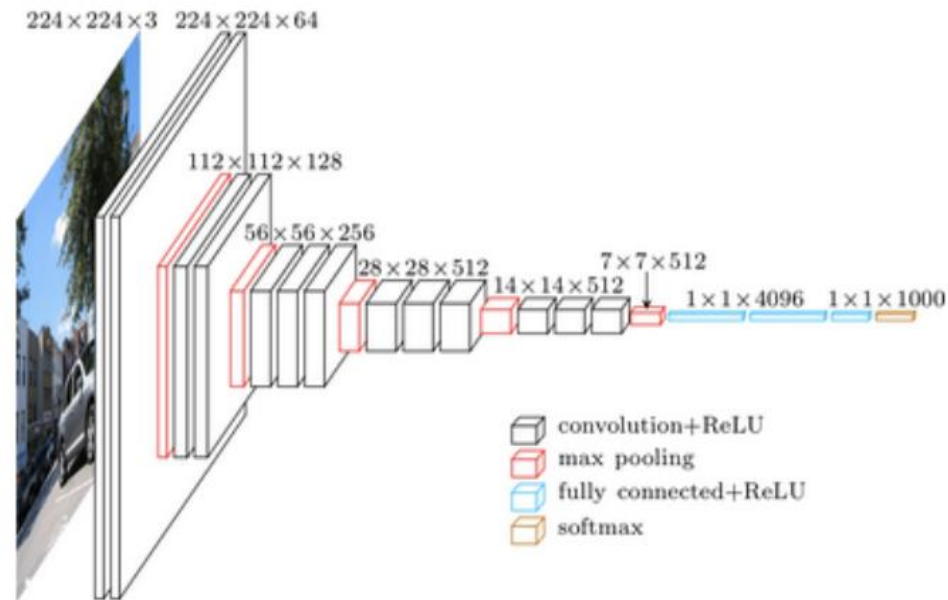 224×224×3
224×224×64
112×112×128
56×56×256
28×28×512
14×14×512
7×7×512
1×1×4096
1×1×1000
convolution+ReLU
max pooling
fully connected+ReLU
softmax